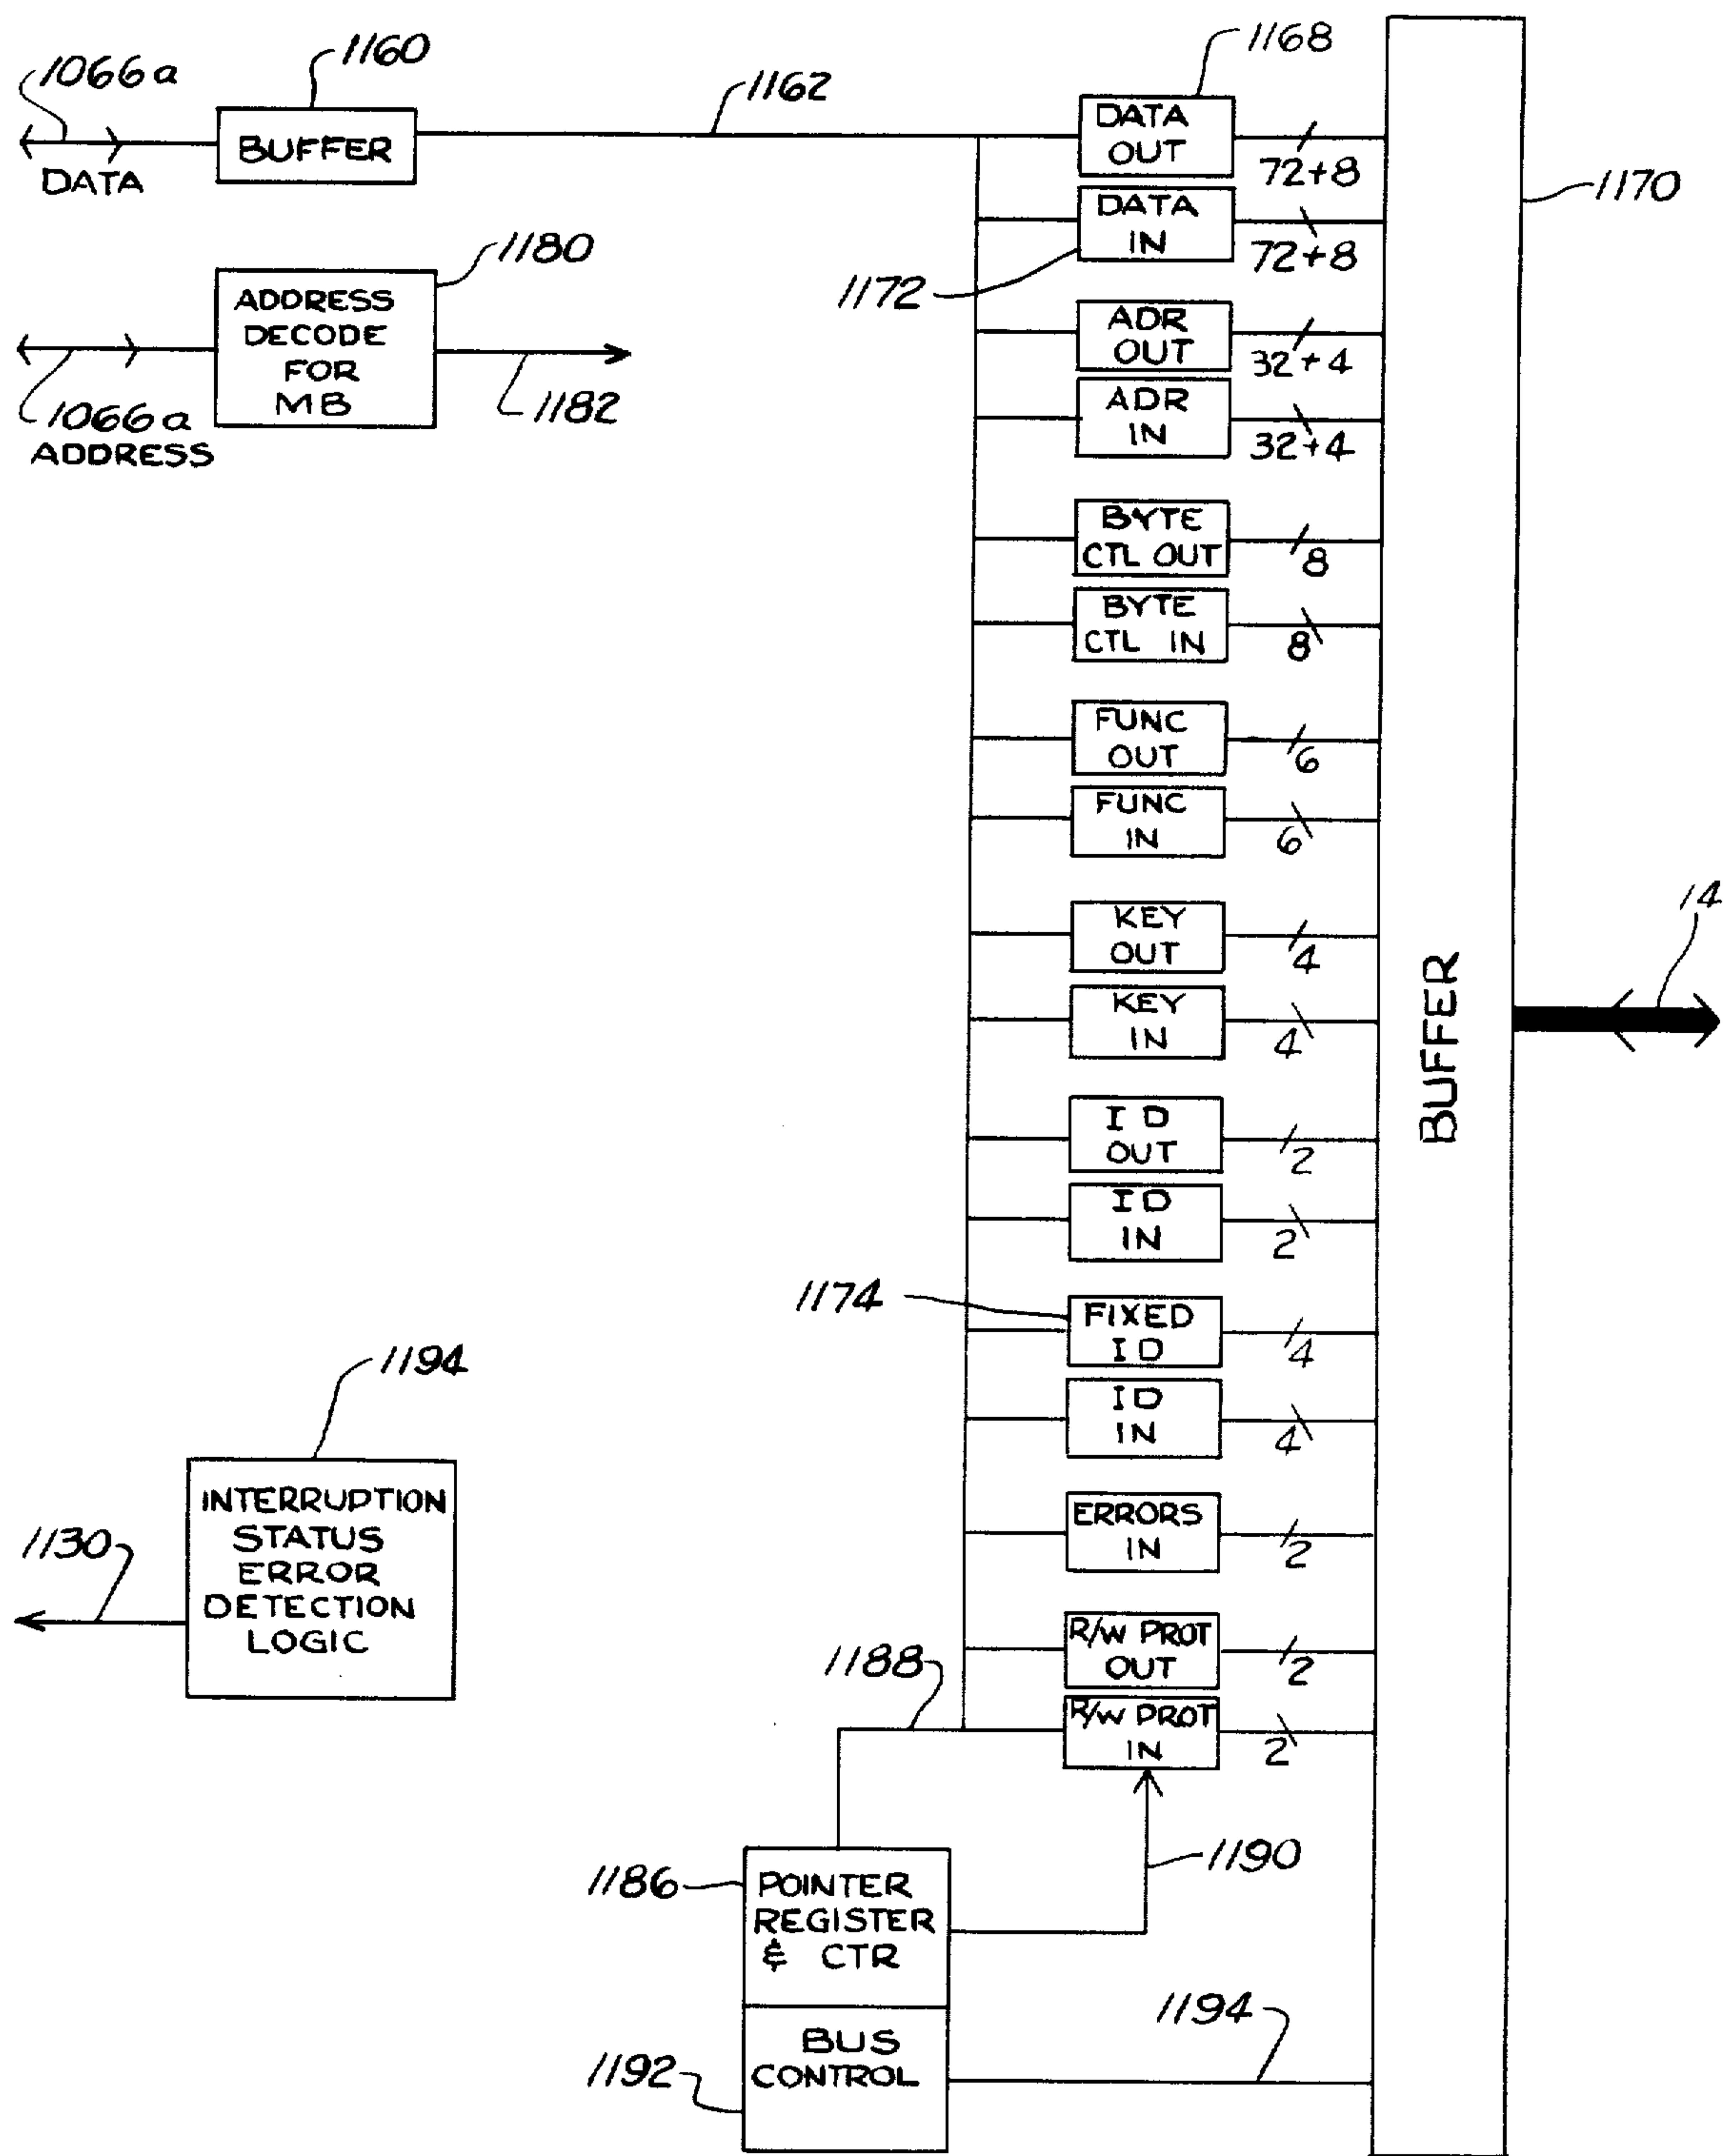 1066a
DATA
1160
BUFFER
1162
1168
DATA
OUT
72+8
DATA
IN
72+8
1172
1170
1180
ADDRESS
DECODE
FOR
MB
1066a
ADDRESS
1182
ADR
OUT
32+4
ADR
IN
32+4
BYTE
CTL OUT
8
BYTE
CTL IN
8
FUNC
OUT
6
FUNC
IN
6
KEY
OUT
4
KEY
IN
4
BUFFER
14
ID
OUT
2
ID
IN
2
1174
FIXED
ID
4
ID
IN
4
1194
INTERRUPTION
STATUS
ERROR
DETECTION
LOGIC
1130
ERRORS
IN
2
R/W PROT
OUT
2
1188
R/W PROT
IN
2
1190
1186
POINTER
REGISTER
& CTR
1192
BUS
CONTROL
1194